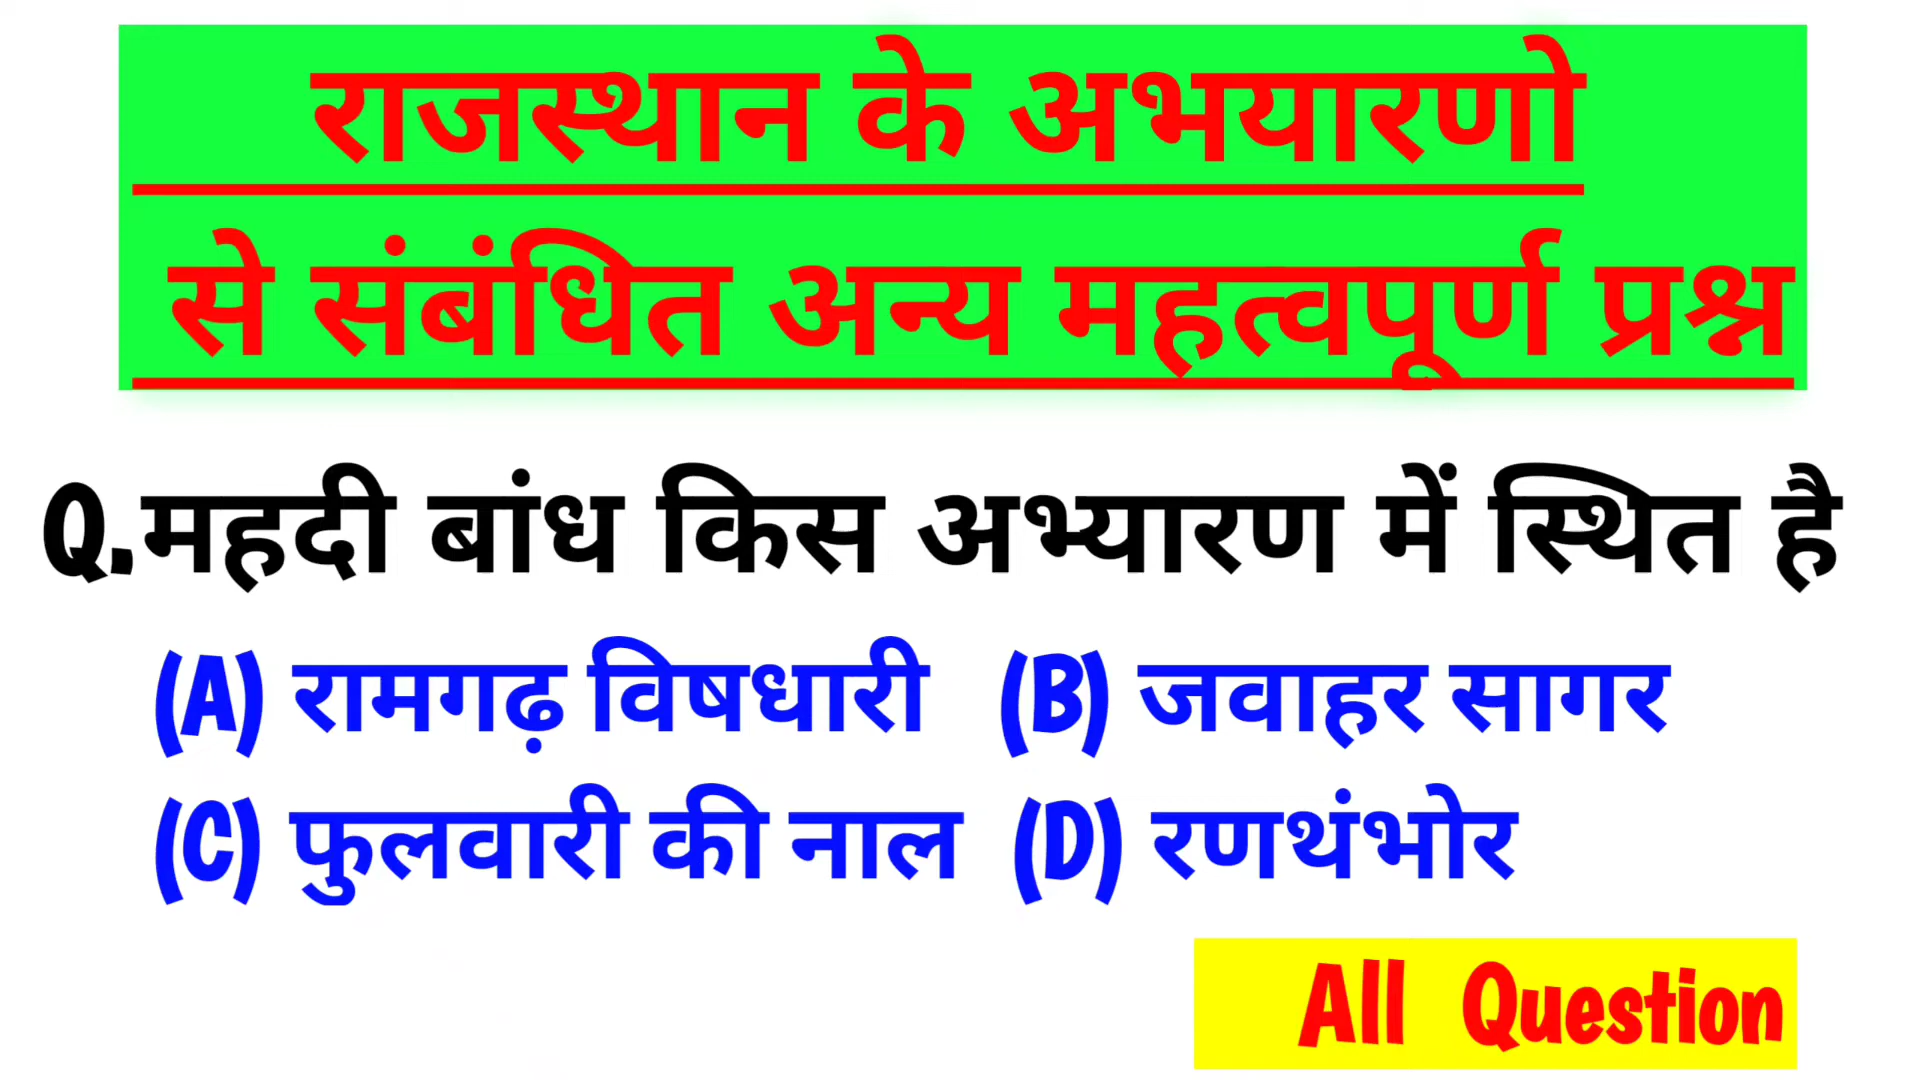 राजस्थान के अभयारणो
से संबंधित अन्य महत्वपूर्ण प्रश्न
Q.महदी बांध किस अभ्यारण में स्थित है
(A) रामगढ़ विषधारी (B) जवाहर सागर
(C) फुलवारी की नाल (D) रणथंभोर
All Question